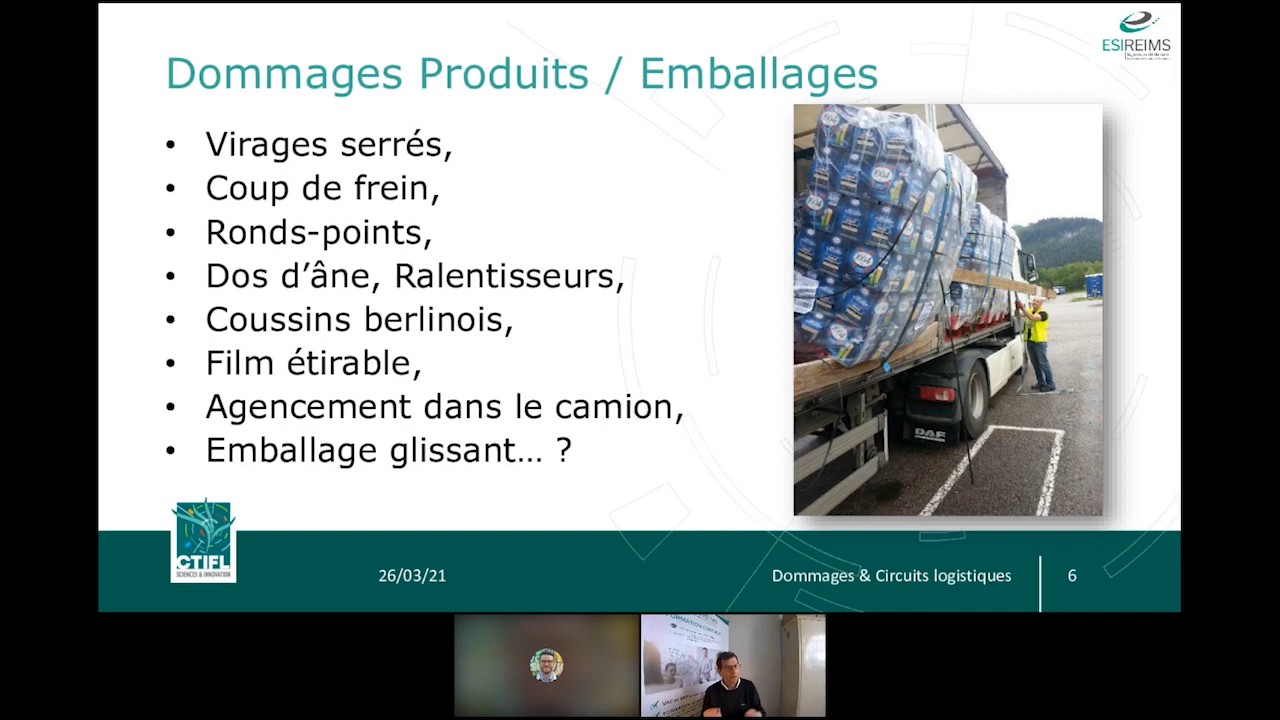 ESIREIMS
Dommages Produits / Emballages
• Virages serrés,
• Coup de frein,
• Ronds-points,
• Dos d’âne, Ralentisseurs,
• Coussins berlinois,
• Film étirable,
• Agencement dans le camion,
• Emballage glissant… ?
DAF
CTIFL
SCIENCES & INNOVATION
26/03/21
Dommages & Circuits logistiques
6